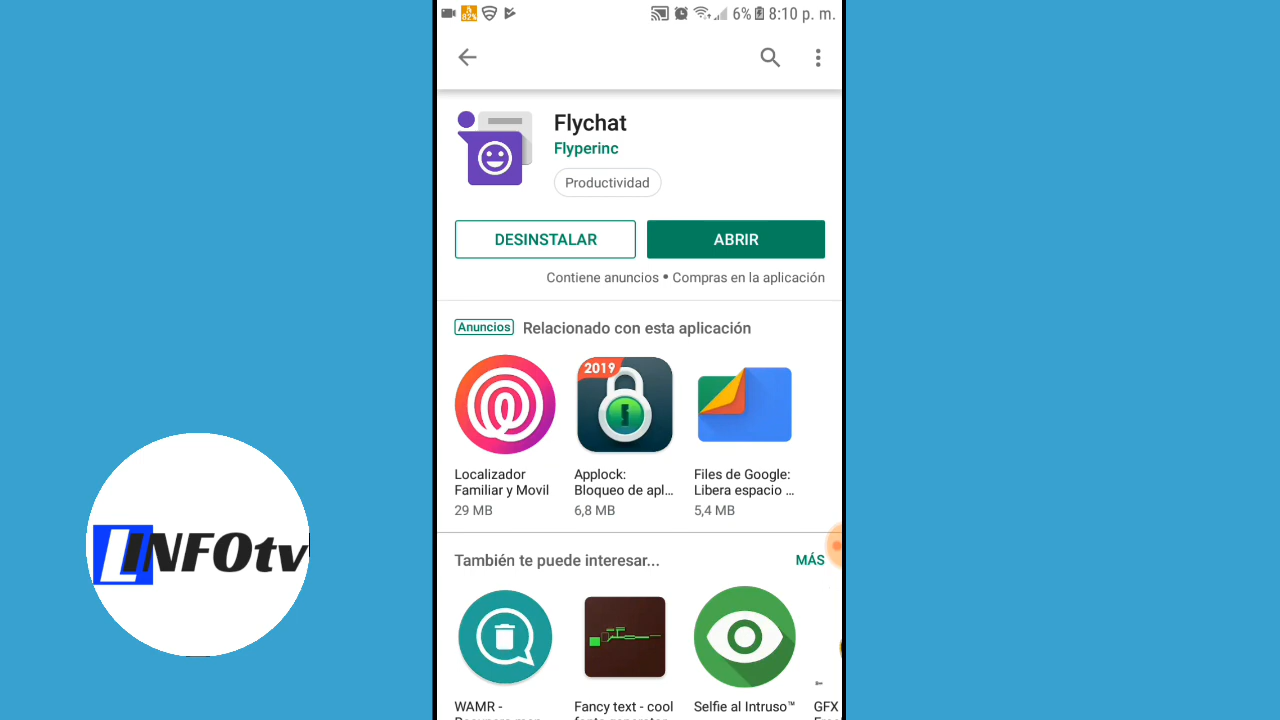 82%
6% 8:10 p. m.
Flychat
Flyperinc
Productividad
DESINSTALAR
ABRIR
Contiene anuncios • Compras en la aplicación
Anuncios Relacionado con esta aplicación
2019
Localizador
Familiar y Movil
29 MB
Applock:
Bloqueo de apl...
6,8 MB
Files de Google:
Libera espacio ...
5,4 MB
LINFOtv
También te puede interesar...
MÁS
WAMR -
Fancy text - cool
Selfie al Intruso™
GFX